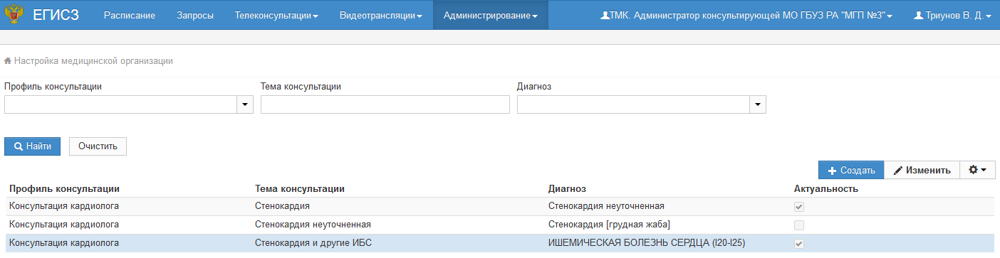 ЕГИСЗ Расписание Запросы Телеконсультации Видеотрансляции Администрирование ТМК. Администратор консультирующей МО ГБУЗ РА "МГП №3" Триунов В. Д.
Настройка медицинской организации
Профиль консультации Тема консультации Диагноз
Найти Очистить
Создать Изменить
Профиль консультации Тема консультации Диагноз Актуальность
Консультация кардиолога Стенокардия Стенокардия неуточненная
Консультация кардиолога Стенокардия неуточненная Стенокардия [грудная жаба]
Консультация кардиолога Стенокардия и другие ИБС ИШЕМИЧЕСКАЯ БОЛЕЗНЬ СЕРДЦА (I20-I25)